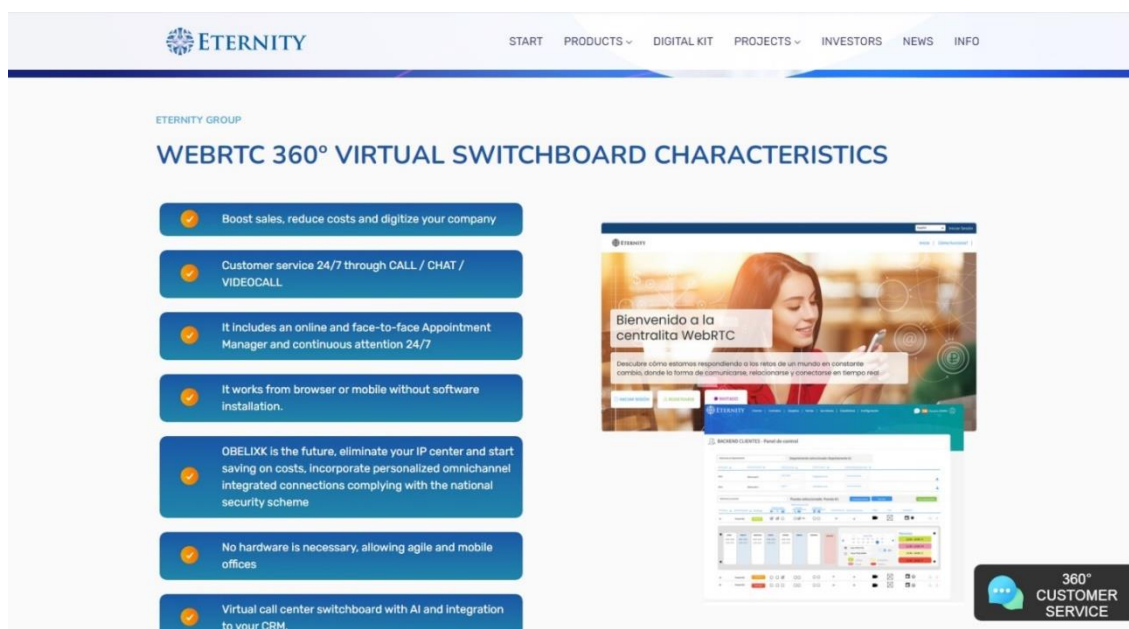 ETERNITY
START
PRODUCTS
DIGITAL KIT
PROJECTS
INVESTORS
NEWS
INFO
ETERNITY GROUP
WEBRTC 360° VIRTUAL SWITCHBOARD CHARACTERISTICS
Boost sales, reduce costs and digitize your company
Customer service 24/7 through CALL / CHAT /
VIDEOCALL
It includes an online and face-to-face Appointment
Manager and continuous attention 24/7
It works from browser or mobile without software
installation.
OBELIXK is the future, eliminate your IP center and start
saving on costs, incorporate personalized omnichannel
integrated connections complying with the national
security scheme
No hardware is necessary, allowing agile and mobile
offices
Virtual call center switchboard with AI and integration
to your CRM.
ETERNITY
Bienvenido a la
centralita WebRTC
Descubre cómo estamos respondiendo a los retos de un mundo en constante
cambio, donde la forma de comunicarse, relacionarse y conectarse en tiempo real
ETERNITY
BACKEND CLIENTES - Panel de control
360°
CUSTOMER
SERVICE